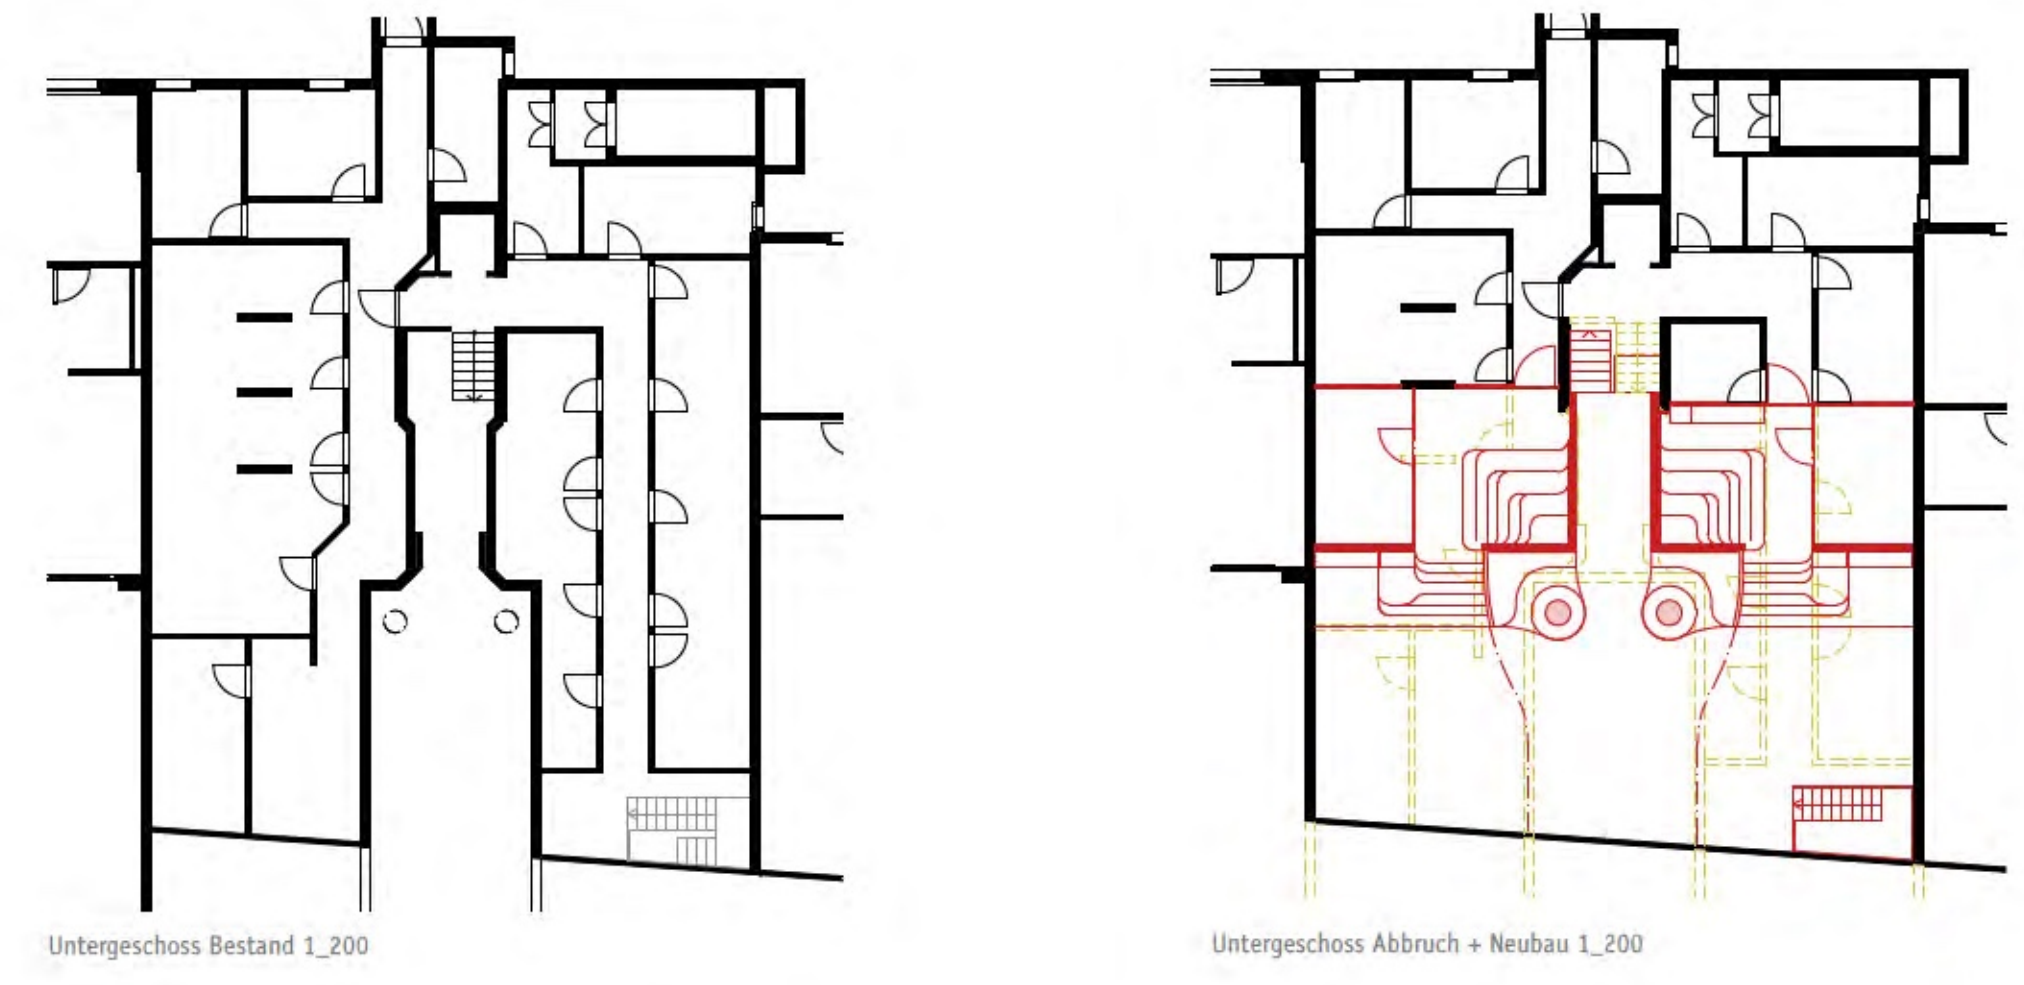 Untergeschoss Bestand 1_200
Untergeschoss Abbruch + Neubau 1_200